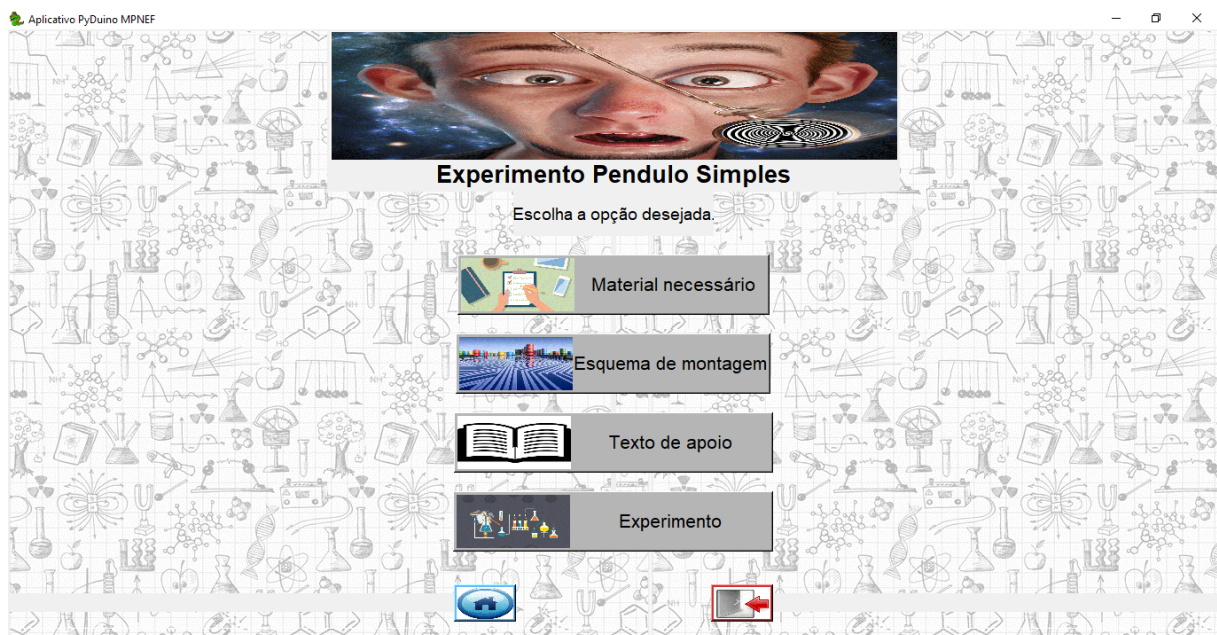 Aplicativo PyDuino MPNEF
Experimento Pendulo Simples
Escolha a opção desejada.
Material necessário
Esquema de montagem
Texto de apoio
Experimento